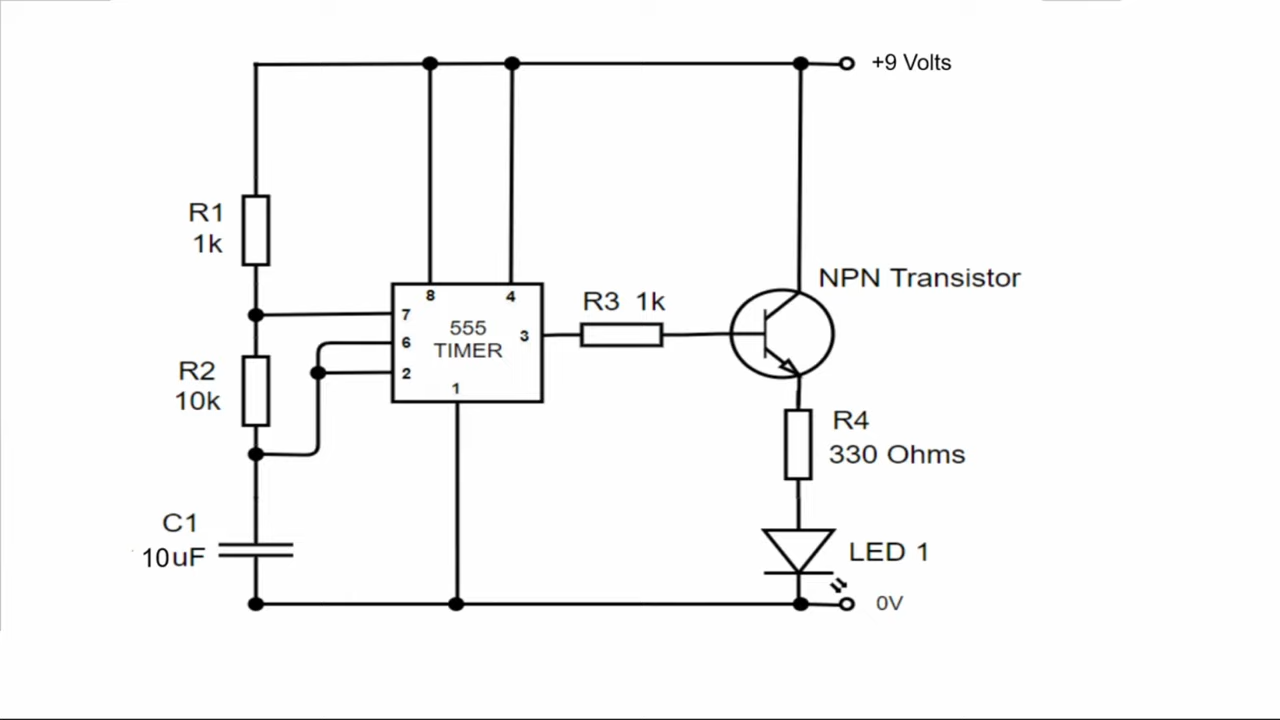 +9 Volts
R1
1k
NPN Transistor
R3 1k
8
4
7
555
TIMER
3
6
2
1
R2
10k
R4
330 Ohms
C1
10uF
LED 1
0V